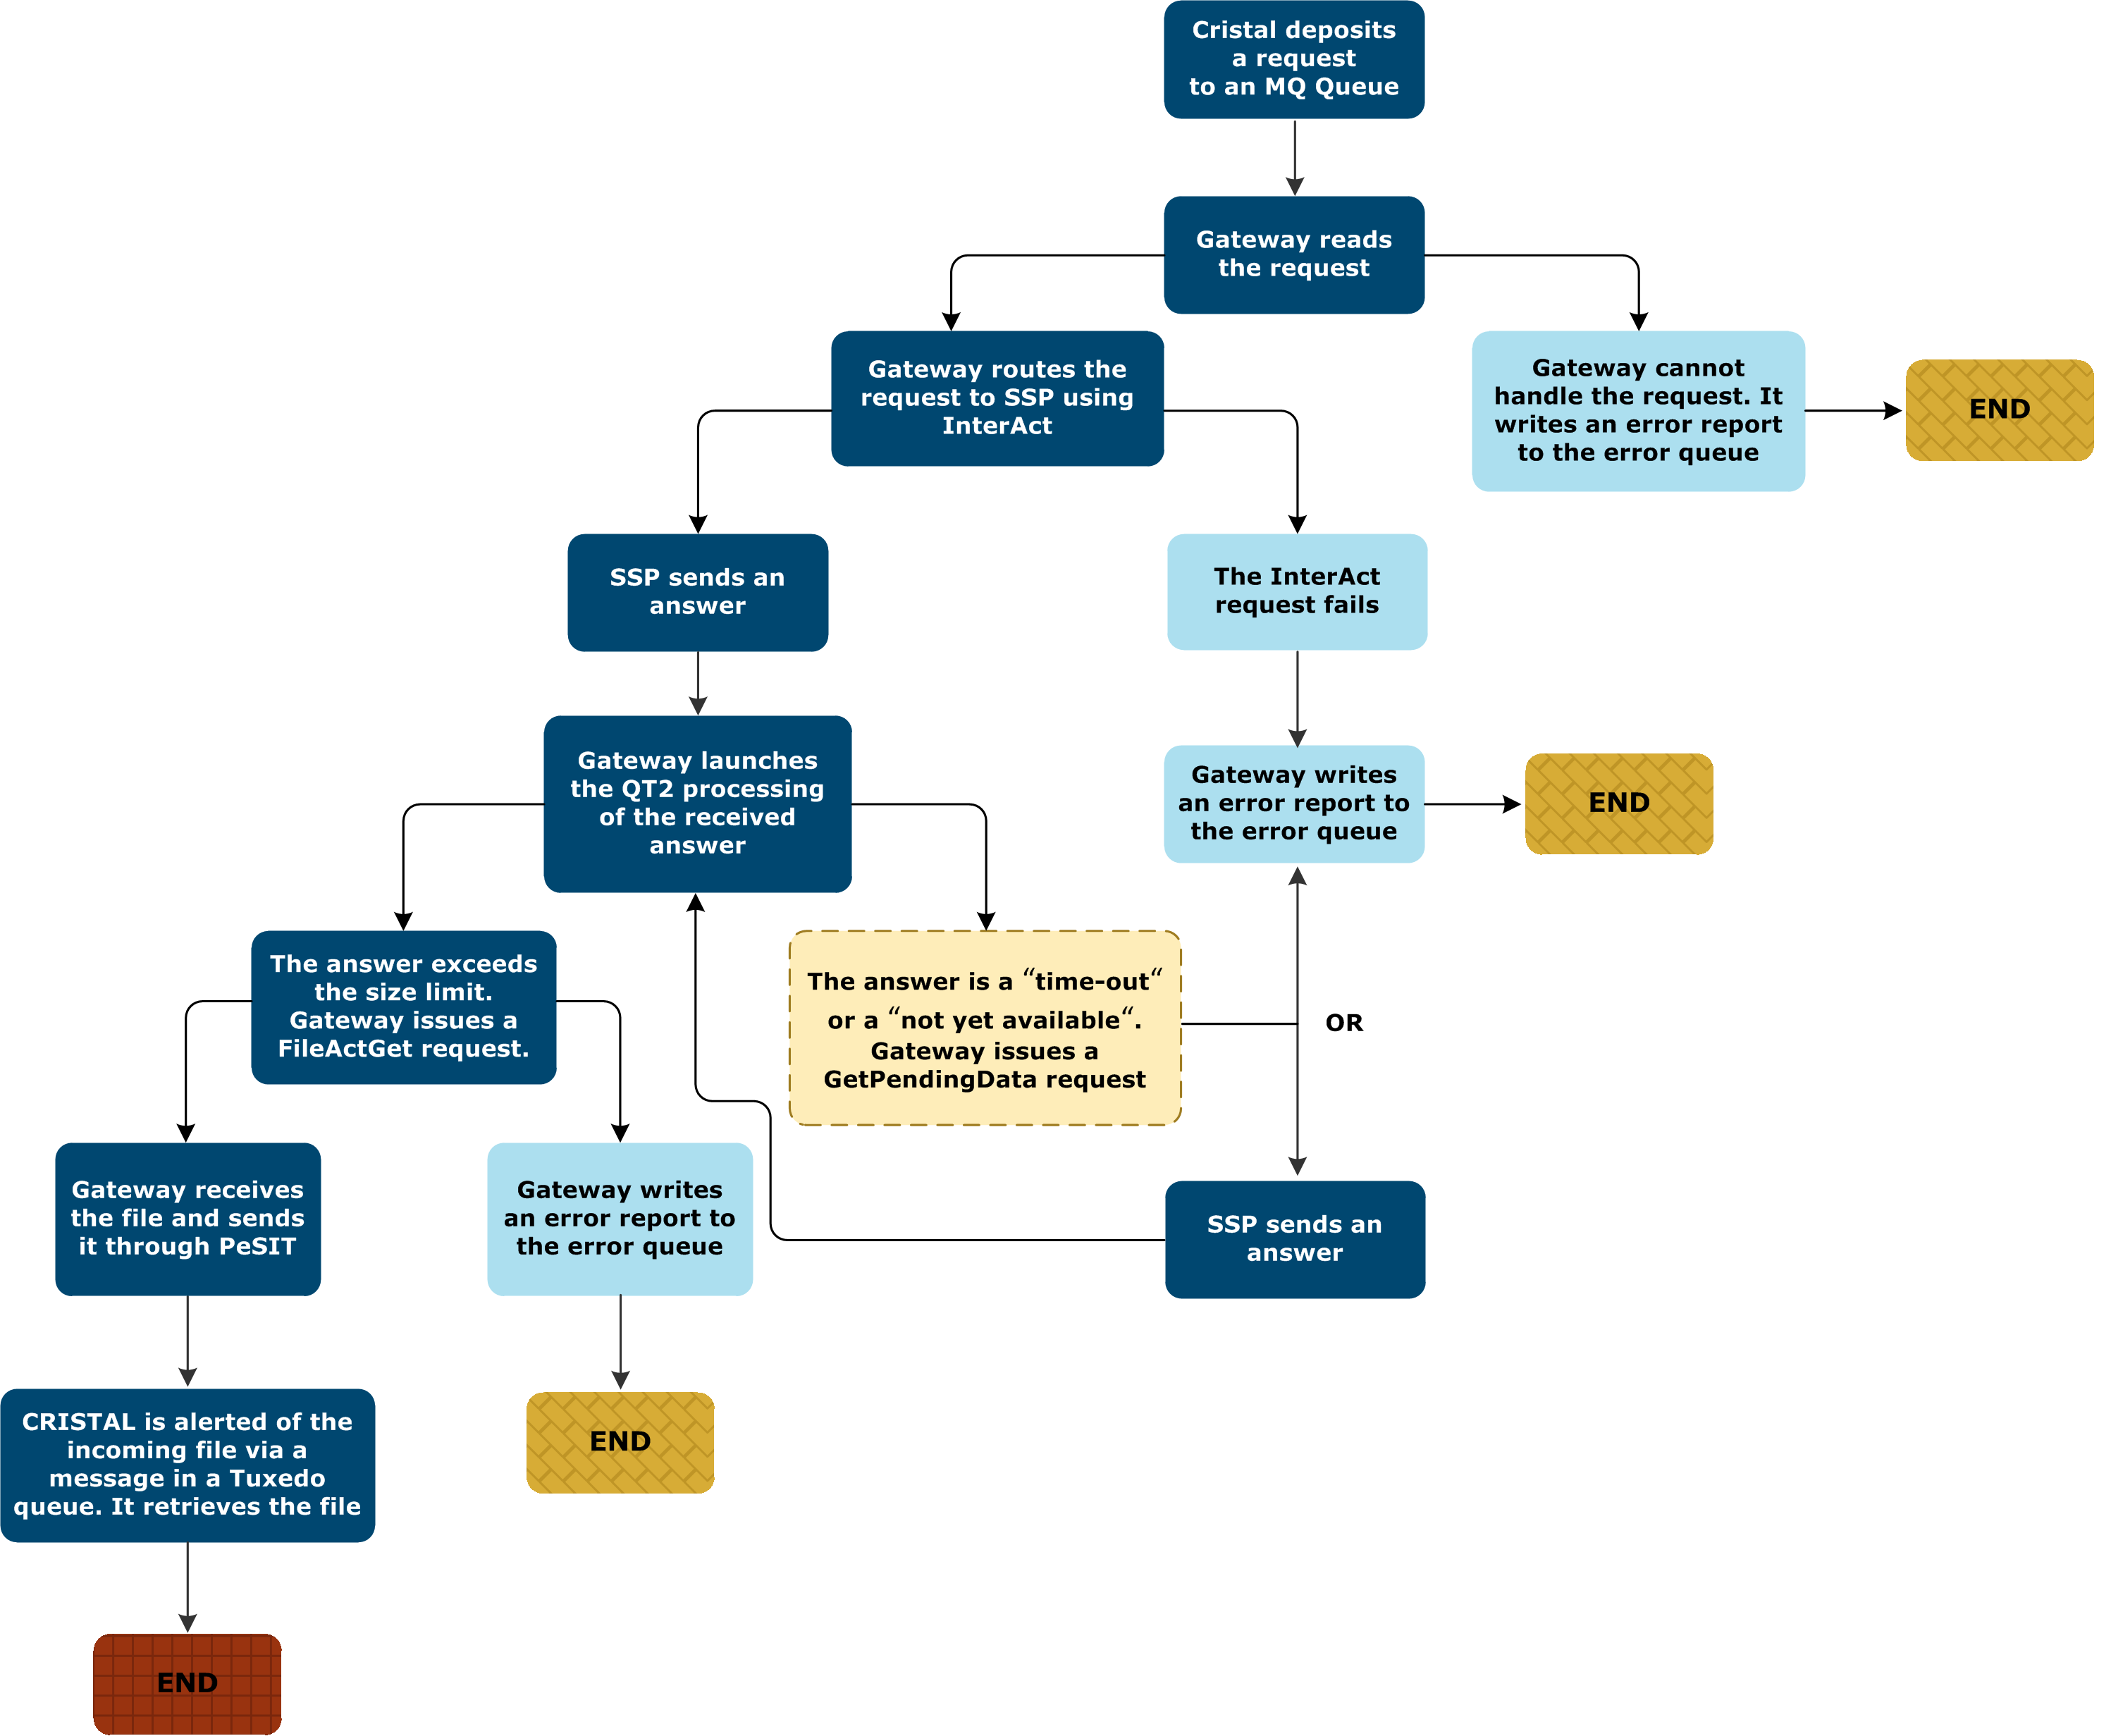 Cristal deposits
a request
to an MQ Queue
Gateway reads
the request
Gateway routes the
request to SSP using
InterAct
Gateway cannot
handle the request. It
writes an error report
to the error queue
END
SSP sends an
answer
The InterAct
request fails
Gateway launches
the QT2 processing
of the received
answer
Gateway writes
an error report to
the error queue
END
The answer exceeds
the size limit.
Gateway issues a
FileActGet request.
The answer is a “time-out“
or a “not yet available“.
Gateway issues a
GetPendingData request
OR
Gateway receives
the file and sends
it through PeSIT
Gateway writes
an error report to
the error queue
SSP sends an
answer
CRISTAL is alerted of the
incoming file via a
message in a Tuxedo
queue. It retrieves the file
END
END